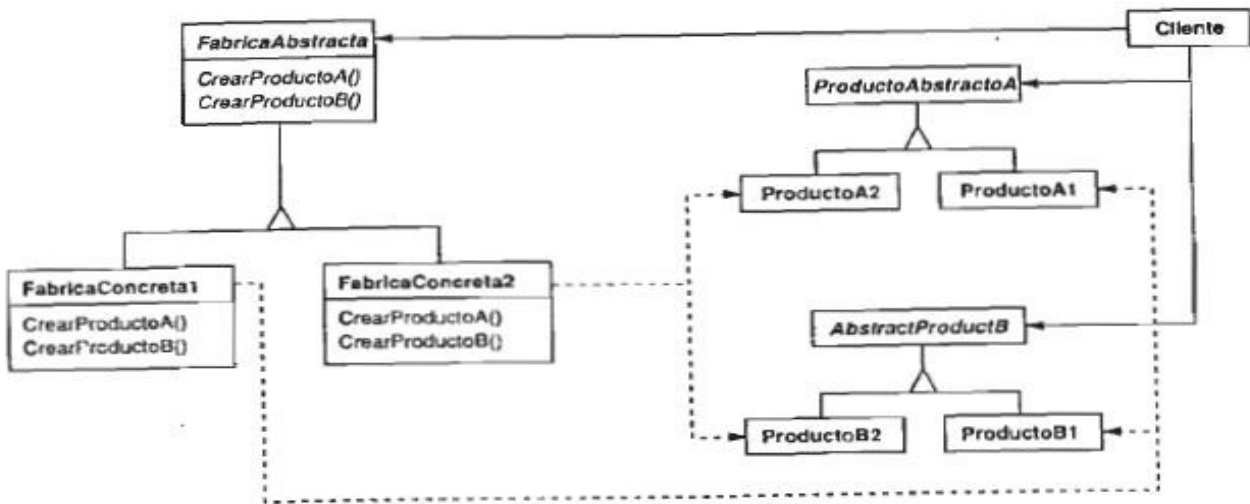 FabricaAbstracta
CrearProductoA()
CrearProductoB()
Cliente
ProductoAbstractoA
ProductoA2
ProductoA1
FabricaConcreta1
CrearProductoA()
CrearProductoB()
FabricaConcreta2
CrearProductoA()
CrearProductoB()
AbstractProductB
ProductoB2
ProductoB1